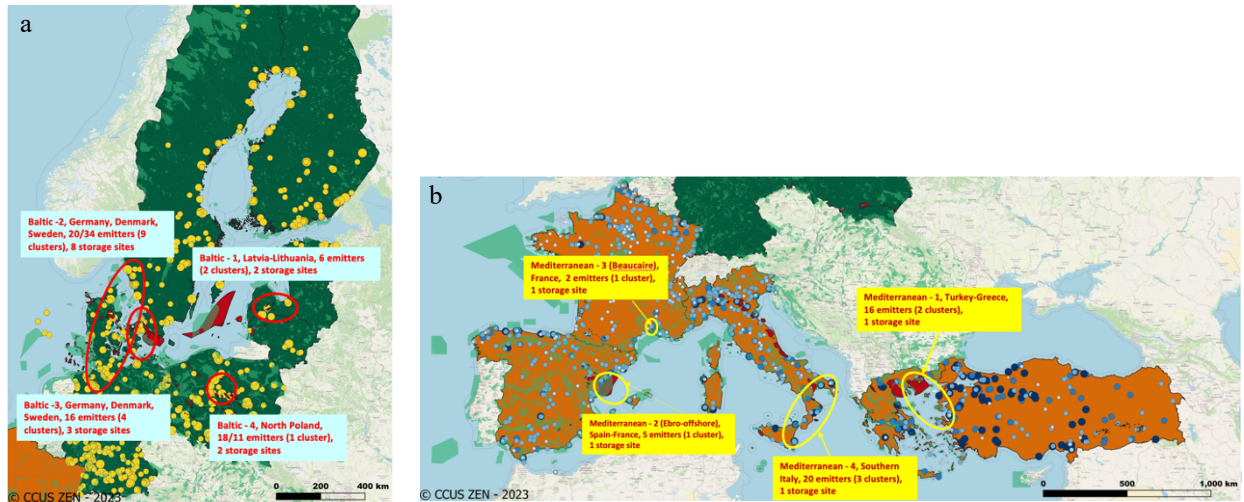 a
Baltic -2, Germany, Denmark,
Sweden, 20/34 emitters (9
clusters), 8 storage sites
Baltic - 1, Latvia-Lithuania, 6 emitters
(2 clusters), 2 storage sites
Baltic -3, Germany, Denmark,
Sweden, 16 emitters (4
clusters), 3 storage sites
Baltic - 4, North Poland,
18/11 emitters (1 cluster),
2 storage sites
0 200 400 km
© CCUS ZEN - 2023
b
Mediterranean - 3 (Beaucaire),
France, 2 emitters (1 cluster),
1 storage site
Mediterranean - 1, Turkey-Greece,
16 emitters (2 clusters),
1 storage site
Mediterranean - 2 (Ebro-offshore),
Spain-France, 5 emitters (1 cluster),
1 storage site
Mediterranean - 4, Southern
Italy, 20 emitters (3 clusters),
1 storage site
0 500 1,000 km
© CCUS ZEN - 2023